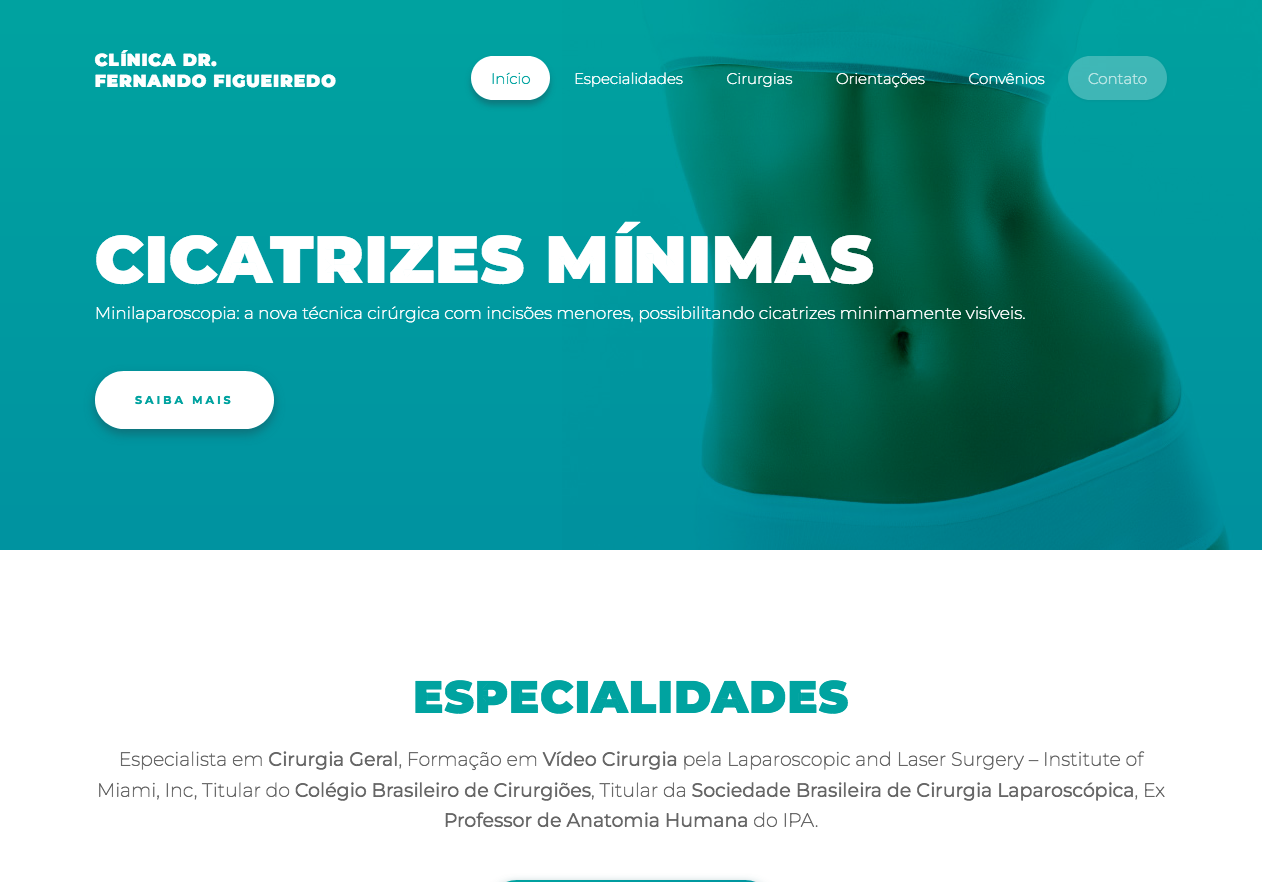 CLÍNICA DR.
FERNANDO FIGUEIREDO
Início
Especialidades
Cirurgias
Orientações
Convênios
Contato
CICATRIZES MÍNIMAS
Minilaparoscopia: a nova técnica cirúrgica com incisões menores, possibilitando cicatrizes minimamente visíveis.
SAIBA MAIS
ESPECIALIDADES
Especialista em Cirurgia Geral, Formação em Vídeo Cirurgia pela Laparoscopic and Laser Surgery – Institute of
Miami, Inc, Titular do Colégio Brasileiro de Cirurgiões, Titular da Sociedade Brasileira de Cirurgia Laparoscópica, Ex
Professor de Anatomia Humana do IPA.